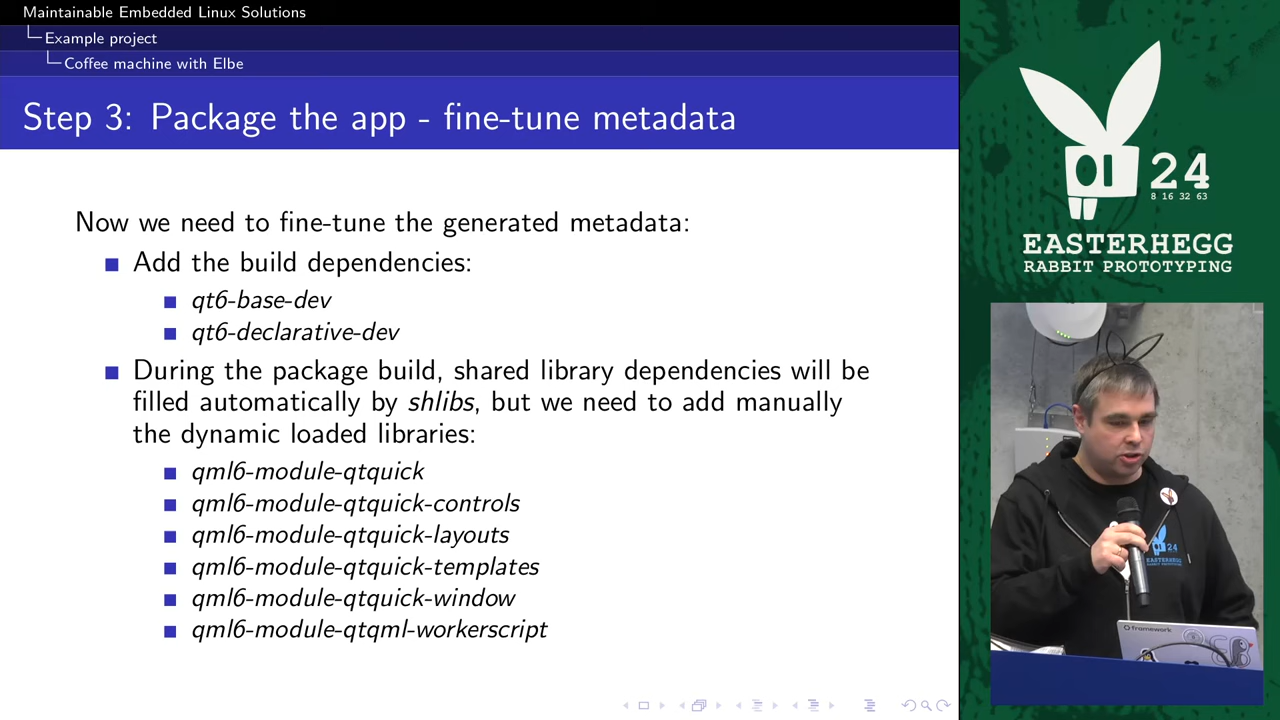 Maintainable Embedded Linux Solutions
Example project
Coffee machine with Elbe
Step 3: Package the app - fine-tune metadata
Now we need to fine-tune the generated metadata:
Add the build dependencies:
qt6-base-dev
qt6-declarative-dev
During the package build, shared library dependencies will be
filled automatically by shlibs, but we need to add manually
the dynamic loaded libraries:
qml6-module-qtquick
qml6-module-qtquick-controls
qml6-module-qtquick-layouts
qml6-module-qtquick-templates
qml6-module-qtquick-window
qml6-module-qtqml-workerscript
24
8 16 32 63
EASTERHEGG
RABBIT PROTOTYPING
24
framework